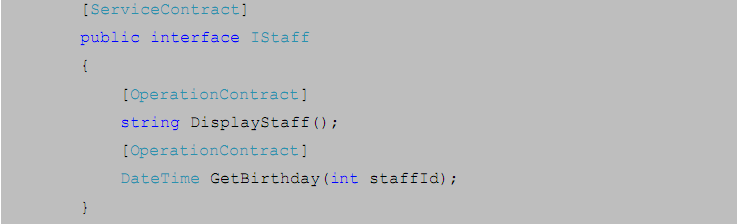 [ServiceContract]
public interface IStaff
{
[OperationContract]
string DisplayStaff();
[OperationContract]
DateTime GetBirthday(int staffId);
}